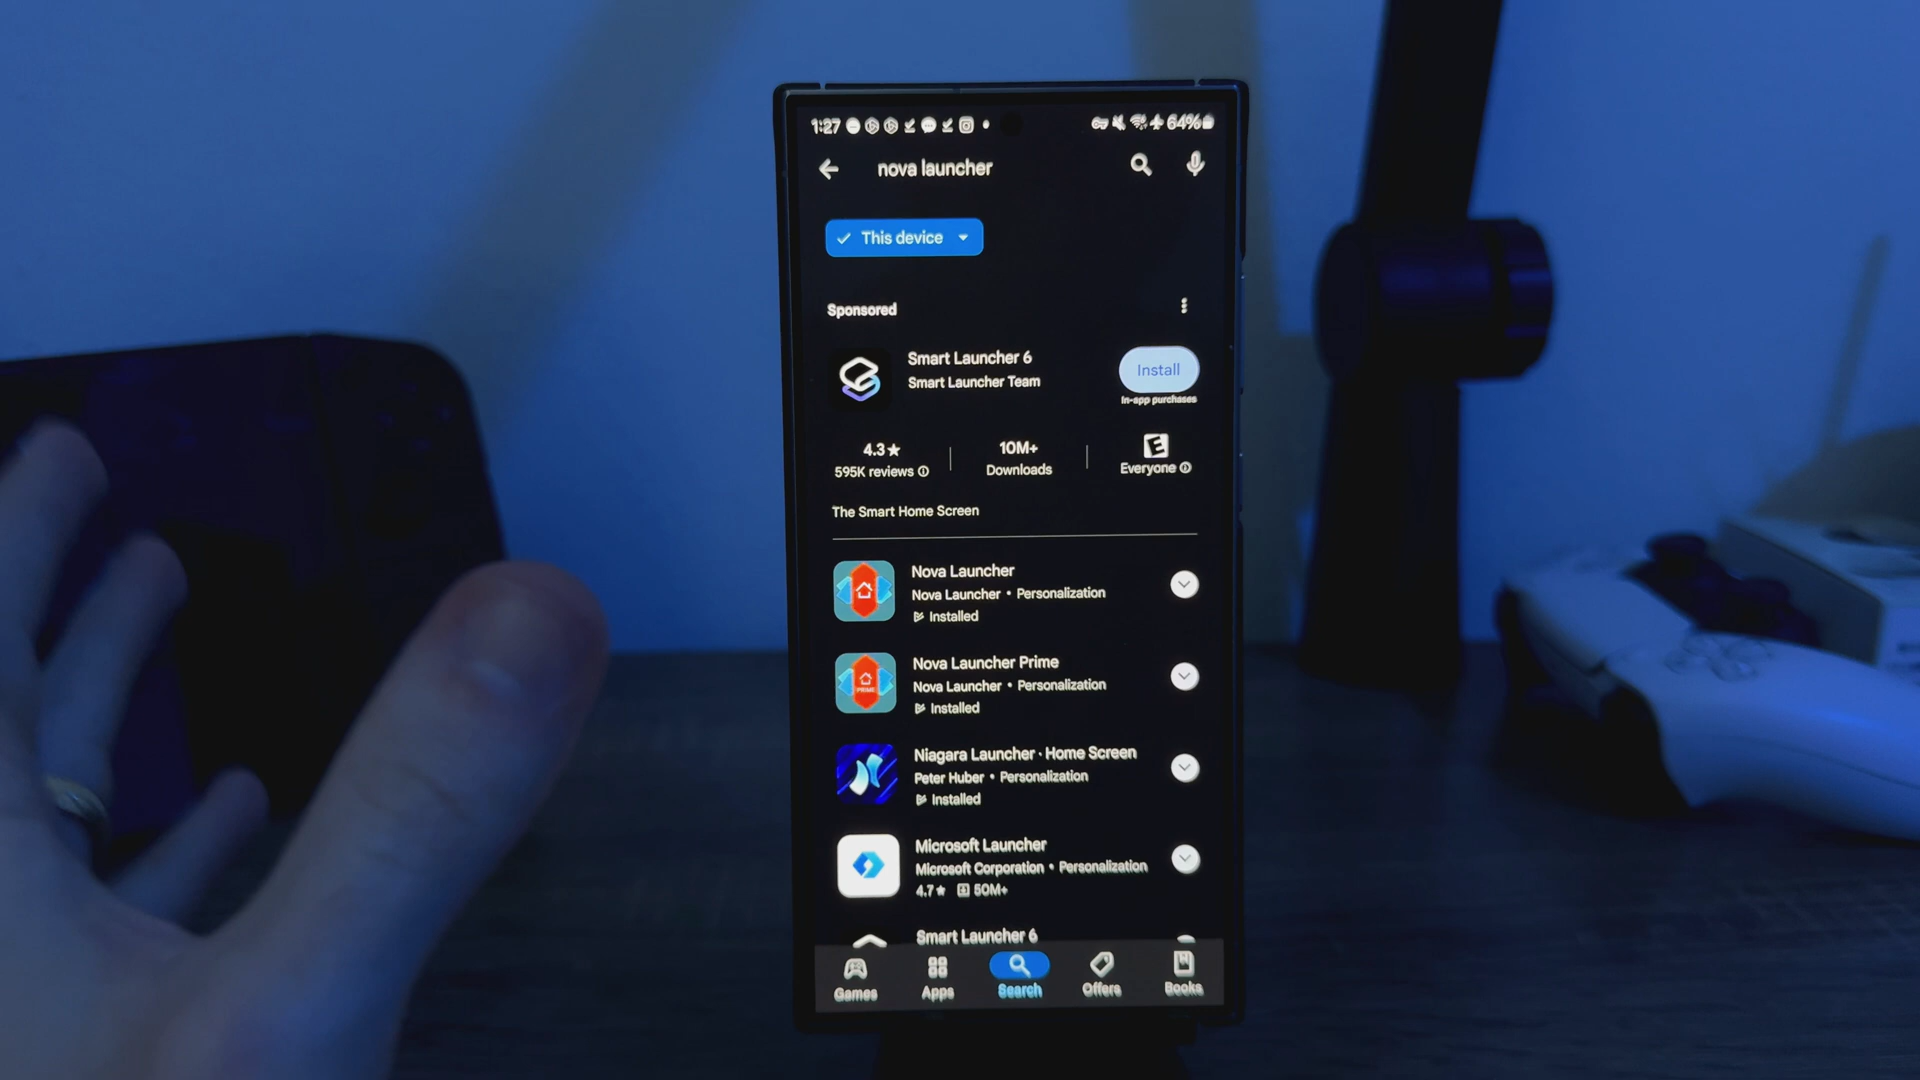 1:27 64%
nova launcher
This device
Sponsored
Smart Launcher 6
Smart Launcher Team
Install
In-app purchases
4.3★
595K reviews
10M+
Downloads
E
Everyone
The Smart Home Screen
Nova Launcher
Nova Launcher • Personalization
Installed
Nova Launcher Prime
Nova Launcher • Personalization
Installed
PRIME
Niagara Launcher · Home Screen
Peter Huber • Personalization
Installed
Microsoft Launcher
Microsoft Corporation • Personalization
4.7★ 50M+
Smart Launcher 6
Games Apps Search Offers Books